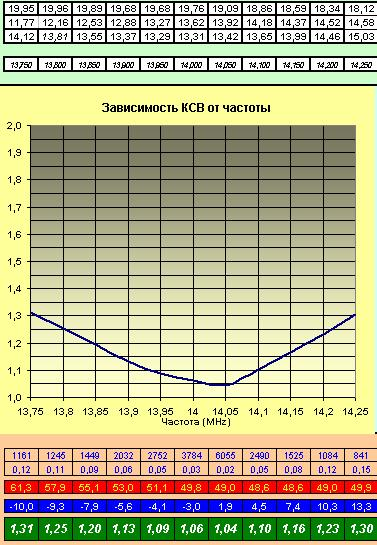 19,95 19,96 19,89 19,68 19,68 19,76 19,09 18,86 18,59 18,34 18,12
11,77 12,16 12,53 12,88 13,27 13,62 13,92 14,18 14,37 14,52 14,58
14,12 13,81 13,55 13,37 13,29 13,31 13,42 13,65 13,99 14,46 15,03
13,750 13,800 13,850 13,900 13,950 14,000 14,050 14,100 14,150 14,200 14,250
Зависимость КСВ от частоты
2,0
1,9
1,8
1,7
1,6
1,5
1,4
1,3
1,2
1,1
1,0
13,75 13,8 13,85 13,9 13,95 14 14,05 14,1 14,15 14,2 14,25
Частота (MHz)
1161 1245 1449 2032 2752 3784 6055 2490 1525 1084 841
0,12 0,11 0,09 0,06 0,05 0,03 0,02 0,05 0,08 0,12 0,15
61,3 57,9 55,1 53,0 51,1 49,8 49,0 48,6 48,6 49,0 49,9
-10,0 -9,3 -7,9 -5,6 -4,1 -3,0 1,9 4,5 7,4 10,3 13,3
1,31 1,25 1,20 1,13 1,09 1,06 1,04 1,10 1,16 1,23 1,30